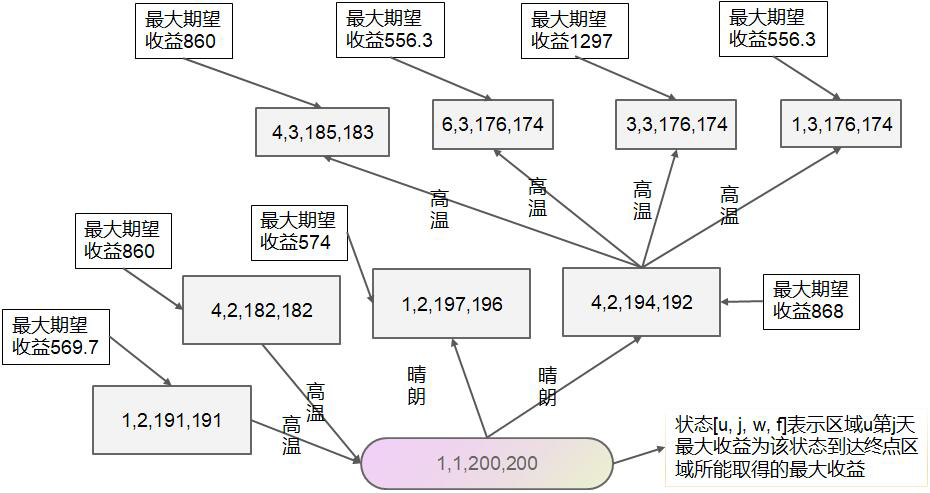 最大期望
收益860
最大期望
收益556.3
最大期望
收益1297
最大期望
收益556.3
4,3,185,183
6,3,176,174
3,3,176,174
1,3,176,174
高
温
高
温
高
温
高
温
最大期望
收益860
最大期望
收益574
4,2,182,182
1,2,197,196
4,2,194,192
最大期望
收益868
最大期望
收益569.7
1,2,191,191
高
温
高
温
晴
朗
晴
朗
1,1,200,200
状态[u, j, w, f]表示区域u第j天
最大收益为该状态到达终点区
域所能取得的最大收益